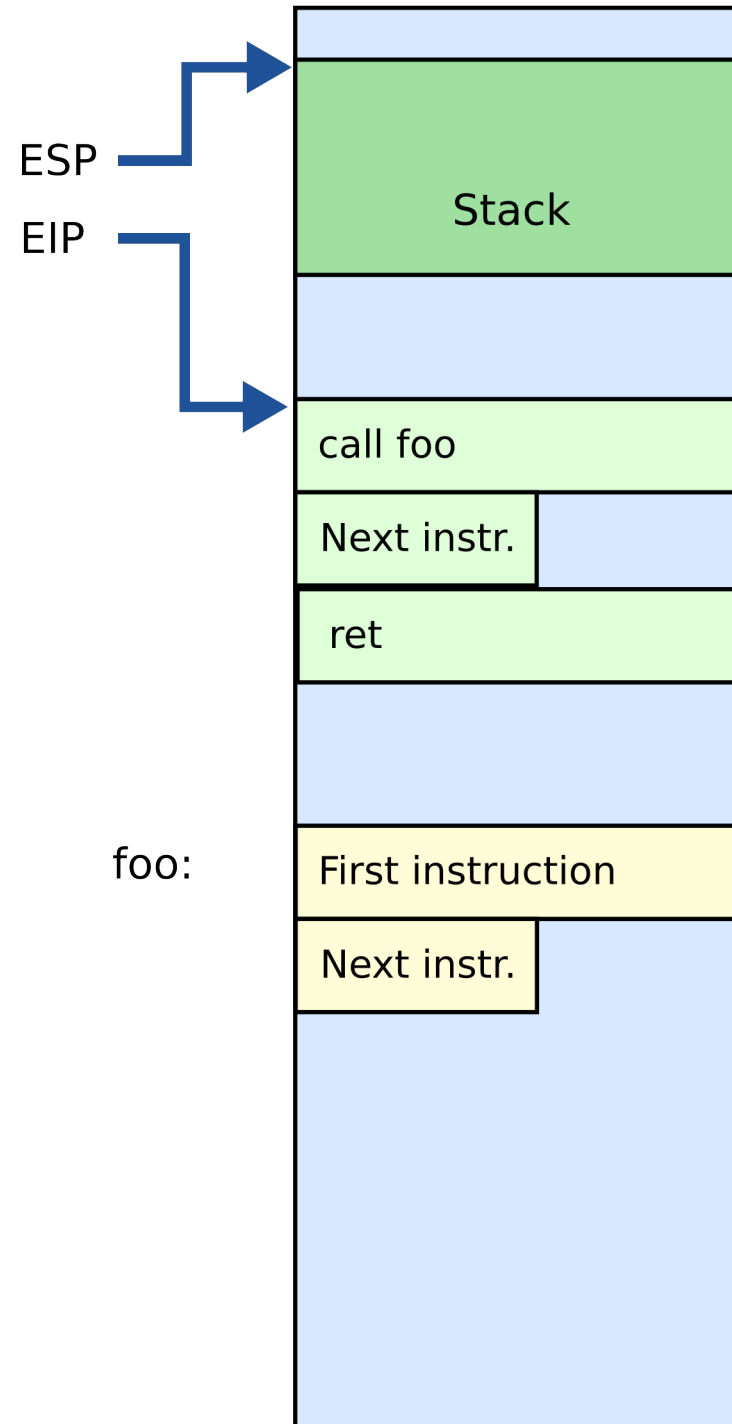 ESP
Stack
EIP
call foo
Next instr.
ret
foo:
First instruction
Next instr.